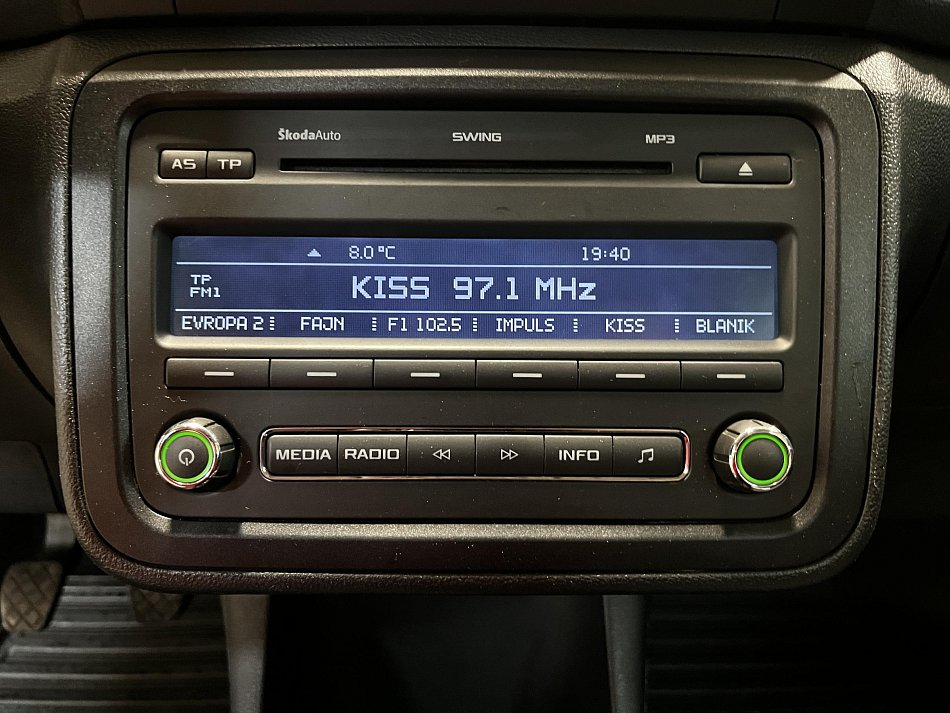 ŠkodaAuto SWING MP3
AS TP
8.0 °C 19:40
TP
FM1
KISS 97.1 MHz
EVROPA 2 FAJN F1 102.5 IMPULS KISS BLANIK
MEDIA RADIO INFO